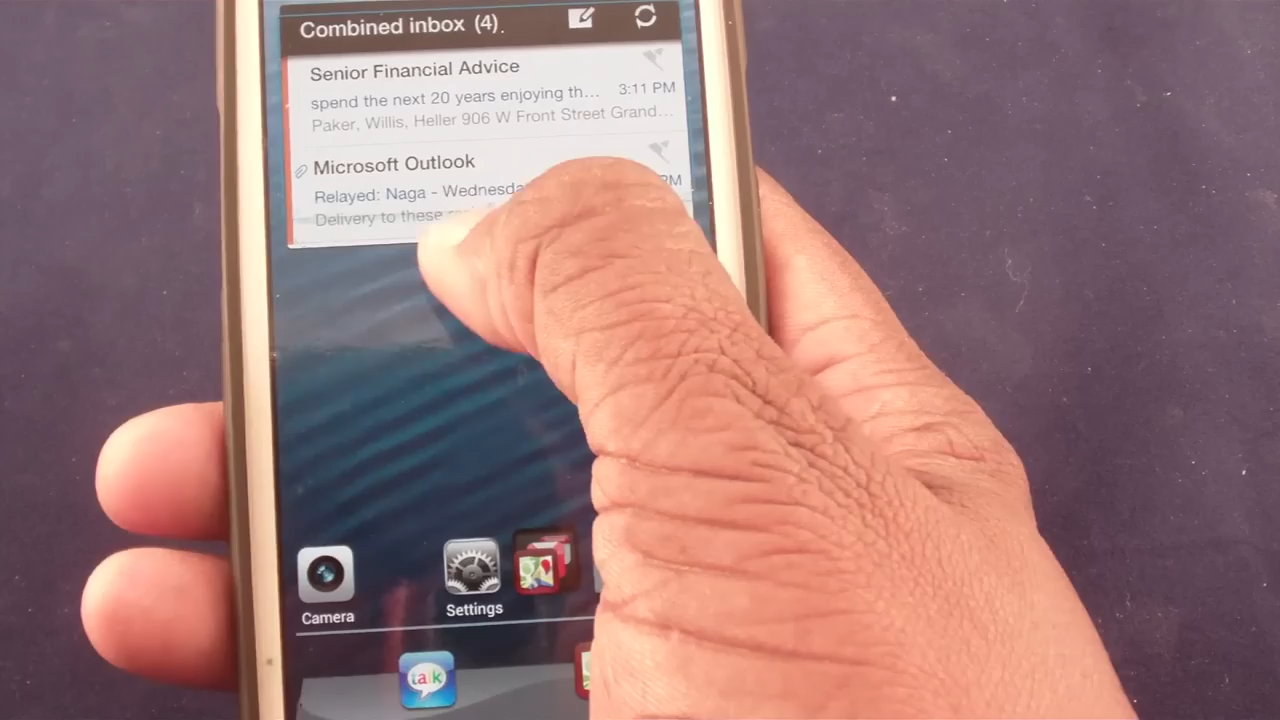 Combined inbox (4)
Senior Financial Advice
spend the next 20 years enjoying th... 3:11 PM
Paker, Willis, Heller 906 W Front Street Grand...
Microsoft Outlook
Relayed: Naga - Wednesda PM
Delivery to these
Camera
Settings
talk